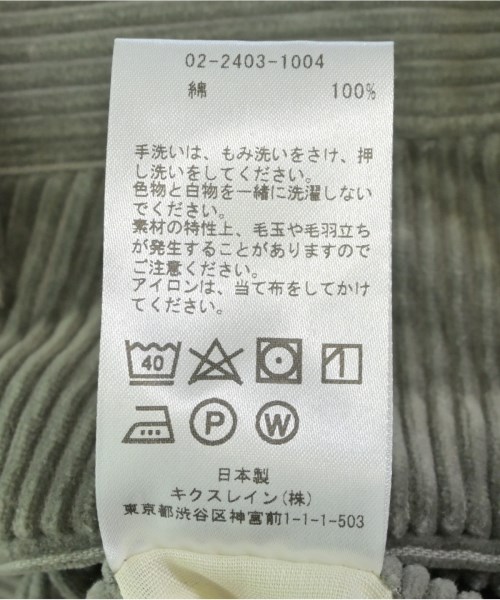 02-2403-1004
綿 100%
手洗いは、もみ洗いをさけ、押
し洗いをしてください。
色物と白物を一緒に洗濯しない
でください。
素材の特性上、毛玉や毛羽立ち
が発生することがありますので
ご注意ください。
アイロンは、当て布をしてかけ
てください。
40
P W
日本製
キクスレイン(株)
東京都渋谷区神宮前1-1-1-503